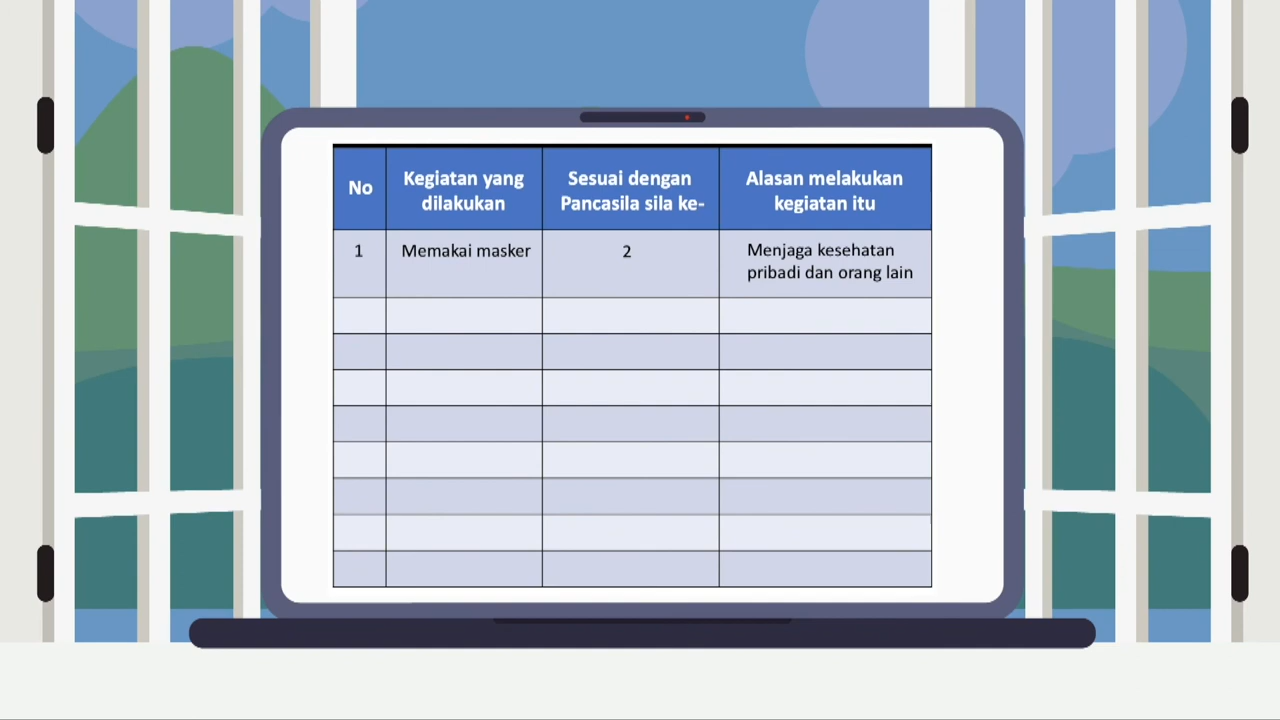 No
Kegiatan yang
dilakukan
Sesuai dengan
Pancasila sila ke-
Alasan melakukan
kegiatan itu
1
Memakai masker
2
Menjaga kesehatan
pribadi dan orang lain